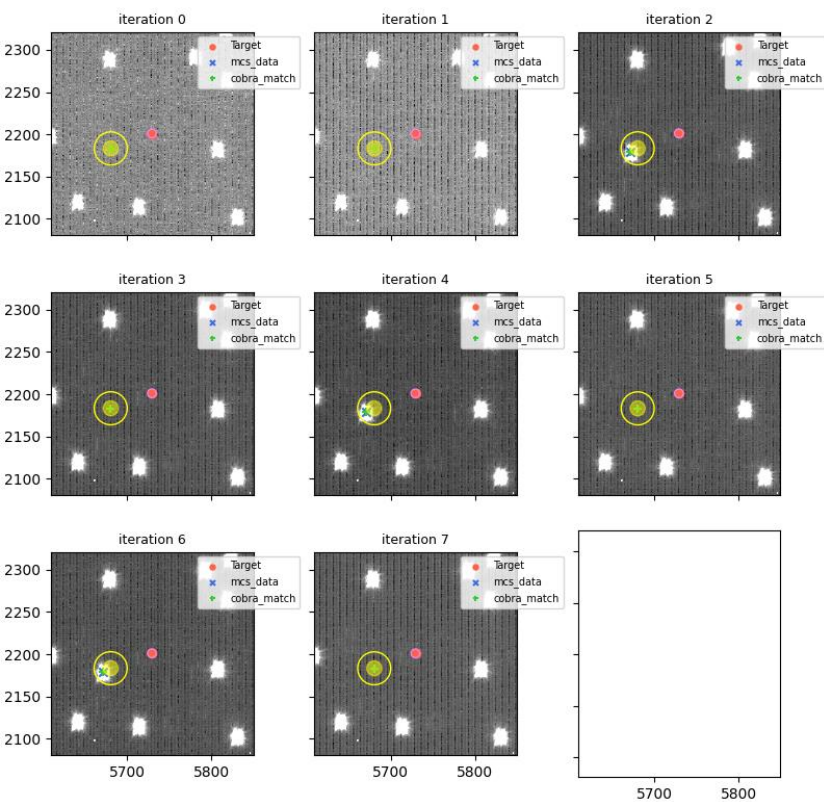 iteration 0
iteration 1
iteration 2
2300
2250
2200
2150
2100
Target
mcs_data
cobra_match
Target
mcs_data
cobra_match
Target
mcs_data
cobra_match
iteration 3
iteration 4
iteration 5
2300
2250
2200
2150
2100
Target
mcs_data
cobra_match
Target
mcs_data
cobra_match
Target
mcs_data
cobra_match
iteration 6
iteration 7
2300
2250
2200
2150
2100
Target
mcs_data
cobra_match
Target
mcs_data
cobra_match
5700 5800
5700 5800
5700 5800